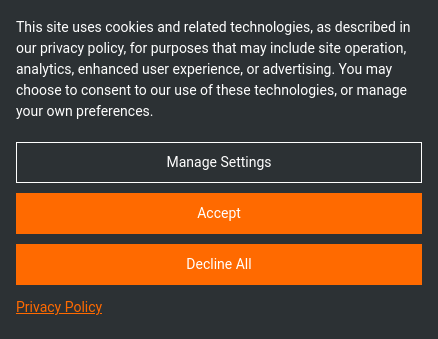 This site uses cookies and related technologies, as described in
our privacy policy, for purposes that may include site operation,
analytics, enhanced user experience, or advertising. You may
choose to consent to our use of these technologies, or manage
your own preferences.
Manage Settings
Accept
Decline All
Privacy Policy